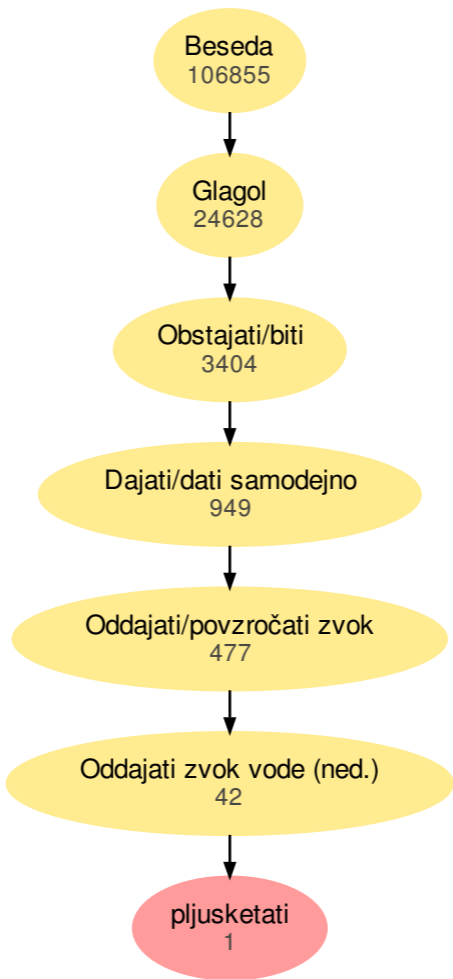 Beseda
106855
Glagol
24628
Obstajati/biti
3404
Dajati/dati samodejno
949
Oddajati/povzročati zvok
477
Oddajati zvok vode (ned.)
42
pljusketati
1